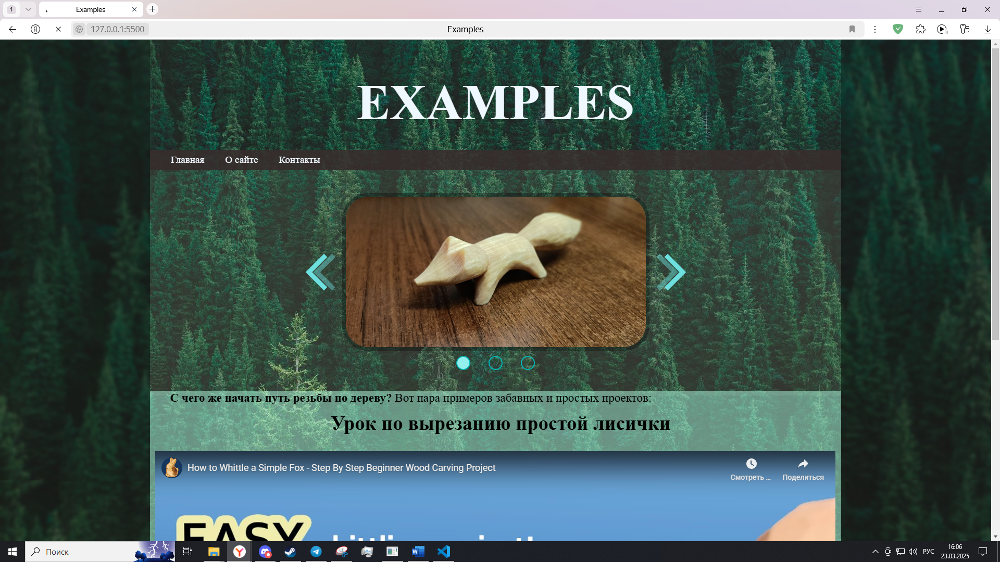 1
Examples
127.0.0.1:5500
Examples
EXAMPLES
Главная
О сайте
Контакты
С чего же начать путь резьбы по дереву? Вот пара примеров забавных и простых проектов:
Урок по вырезанию простой лисички
How to Whittle a Simple Fox - Step By Step Beginner Wood Carving Project
Смотреть ...
Поделиться
EASY
Поиск
РУС
16:06
23.03.2025